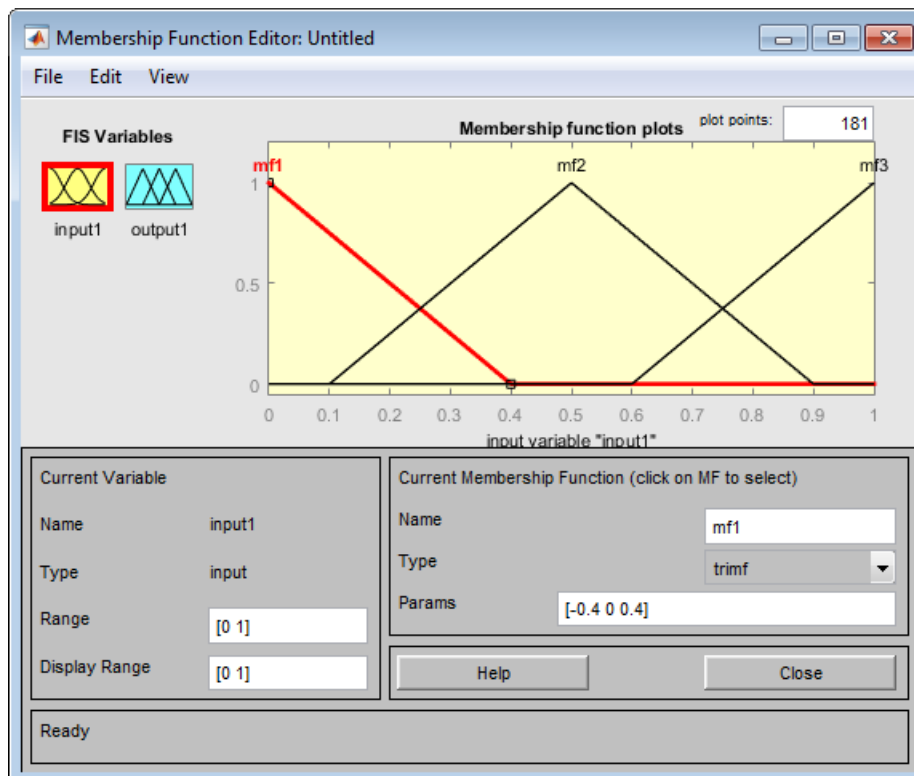 Membership Function Editor: Untitled
File Edit View
FIS Variables
input1 output1
Membership function plots plot points: 181
mf1 mf2 mf3
1
0.5
0
0 0.1 0.2 0.3 0.4 0.5 0.6 0.7 0.8 0.9 1
input variable "input1"
Current Variable
Name input1
Type input
Range [0 1]
Display Range [0 1]
Current Membership Function (click on MF to select)
Name mf1
Type trimf
Params [-0.4 0 0.4]
Help Close
Ready